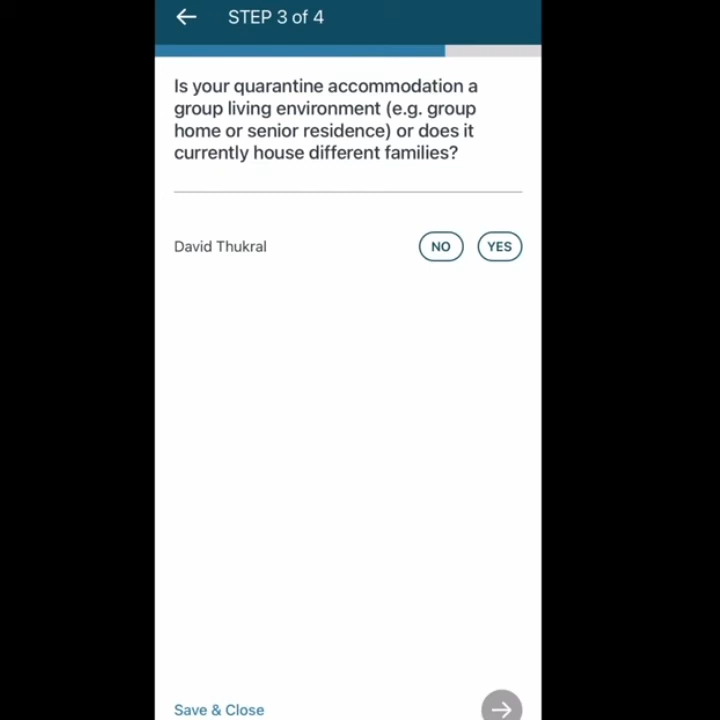 STEP 3 of 4
Is your quarantine accommodation a
group living environment (e.g. group
home or senior residence) or does it
currently house different families?
David Thukral
NO
YES
Save & Close